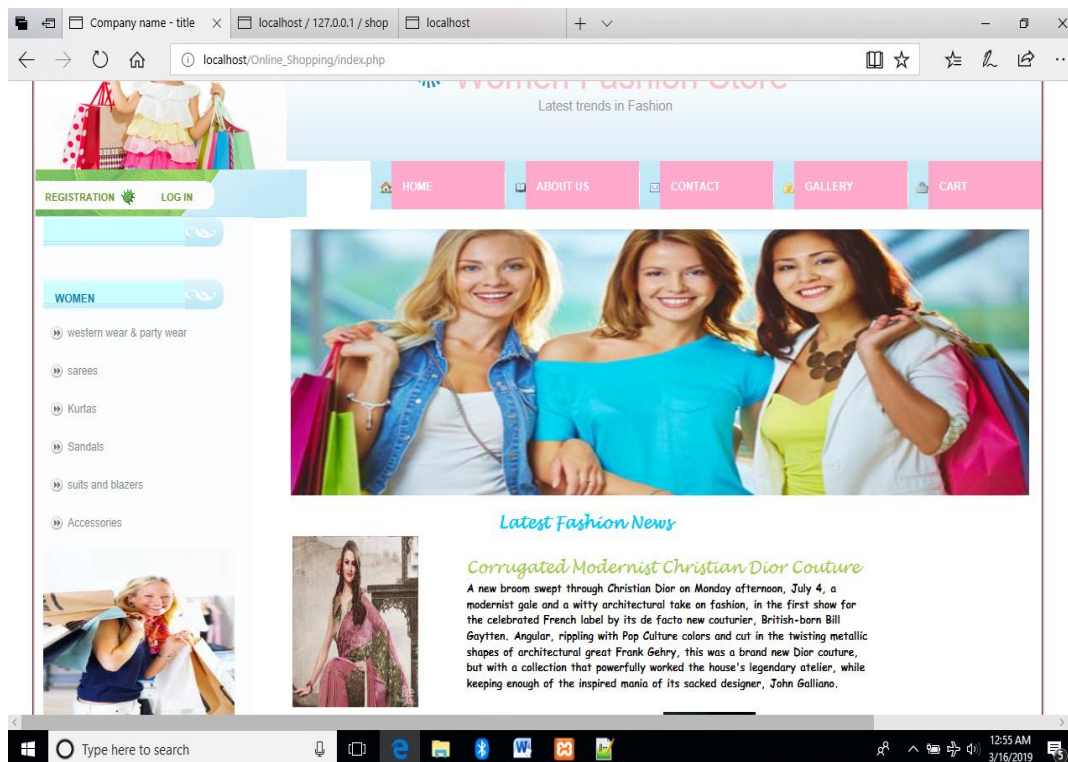 Company name - title
localhost / 127.0.0.1 / shop
localhost
localhost/Online_Shopping/index.php
Women Fashion Store
Latest trends in Fashion
REGISTRATION
LOG IN
HOME
ABOUT US
CONTACT
GALLERY
CART
WOMEN
western wear & party wear
sarees
Kurtas
Sandals
suits and blazers
Accessories
Latest Fashion News
Corrugated Modernist Christian Dior Couture
A new broom swept through Christian Dior on Monday afternoon, July 4, a
modernist gale and a witty architectural take on fashion, in the first show for
the celebrated French label by its de facto new couturier, British-born Bill
Gaytten. Angular, rippling with Pop Culture colors and cut in the twisting metallic
shapes of architectural great Frank Gehry, this was a brand new Dior couture,
but with a collection that powerfully worked the house's legendary atelier, while
keeping enough of the inspired mania of its sacked designer, John Galliano.
Type here to search
12:55 AM
3/16/2019
5